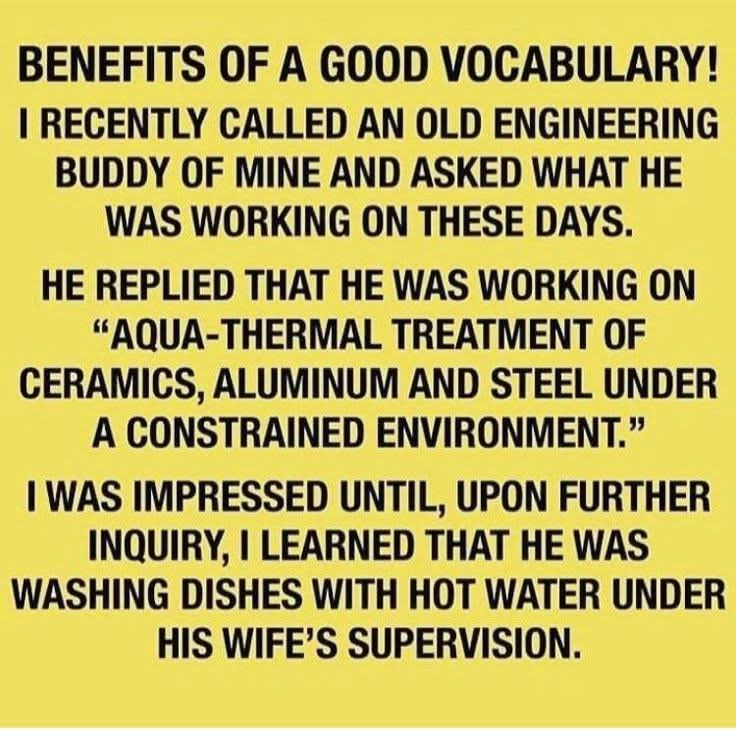 BENEFITS OF A GOOD VOCABULARY!
I RECENTLY CALLED AN OLD ENGINEERING
BUDDY OF MINE AND ASKED WHAT HE
WAS WORKING ON THESE DAYS.
HE REPLIED THAT HE WAS WORKING ON
“AQUA-THERMAL TREATMENT OF
CERAMICS, ALUMINUM AND STEEL UNDER
A CONSTRAINED ENVIRONMENT.”
I WAS IMPRESSED UNTIL, UPON FURTHER
INQUIRY, I LEARNED THAT HE WAS
WASHING DISHES WITH HOT WATER UNDER
HIS WIFE’S SUPERVISION.